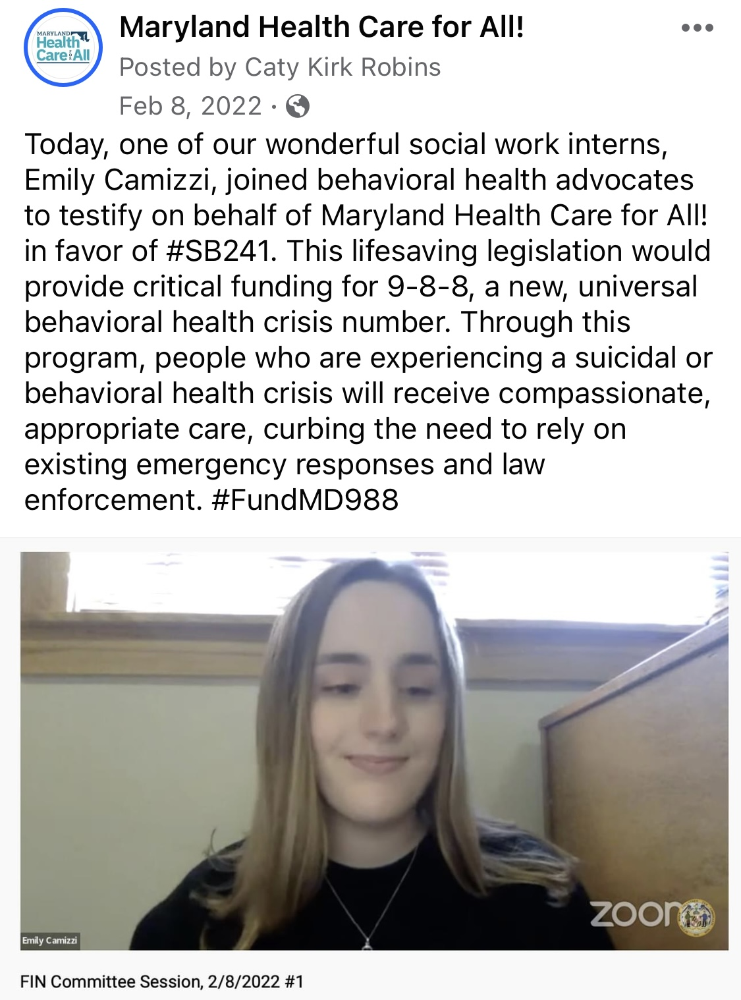 MARYLAND
Health
Care FOR All
Maryland Health Care for All!
Posted by Caty Kirk Robins
Feb 8, 2022 ·
Today, one of our wonderful social work interns,
Emily Camizzi, joined behavioral health advocates
to testify on behalf of Maryland Health Care for All!
in favor of #SB241. This lifesaving legislation would
provide critical funding for 9-8-8, a new, universal
behavioral health crisis number. Through this
program, people who are experiencing a suicidal or
behavioral health crisis will receive compassionate,
appropriate care, curbing the need to rely on
existing emergency responses and law
enforcement. #FundMD988
zoom
Emily Camizzi
FIN Committee Session, 2/8/2022 #1